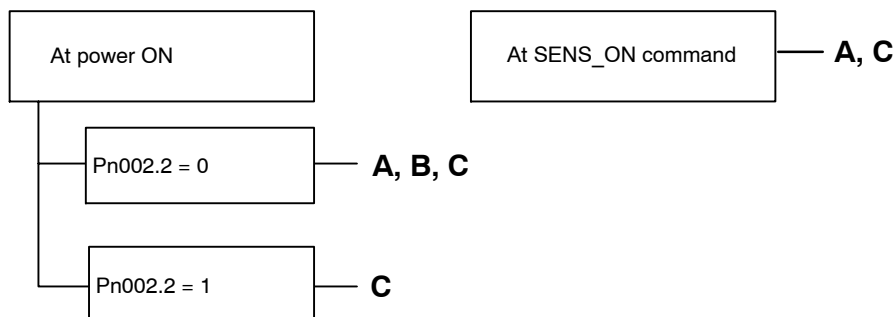 At power ON
At SENS_ON command
A, C
Pn002.2 = 0
A, B, C
Pn002.2 = 1
C